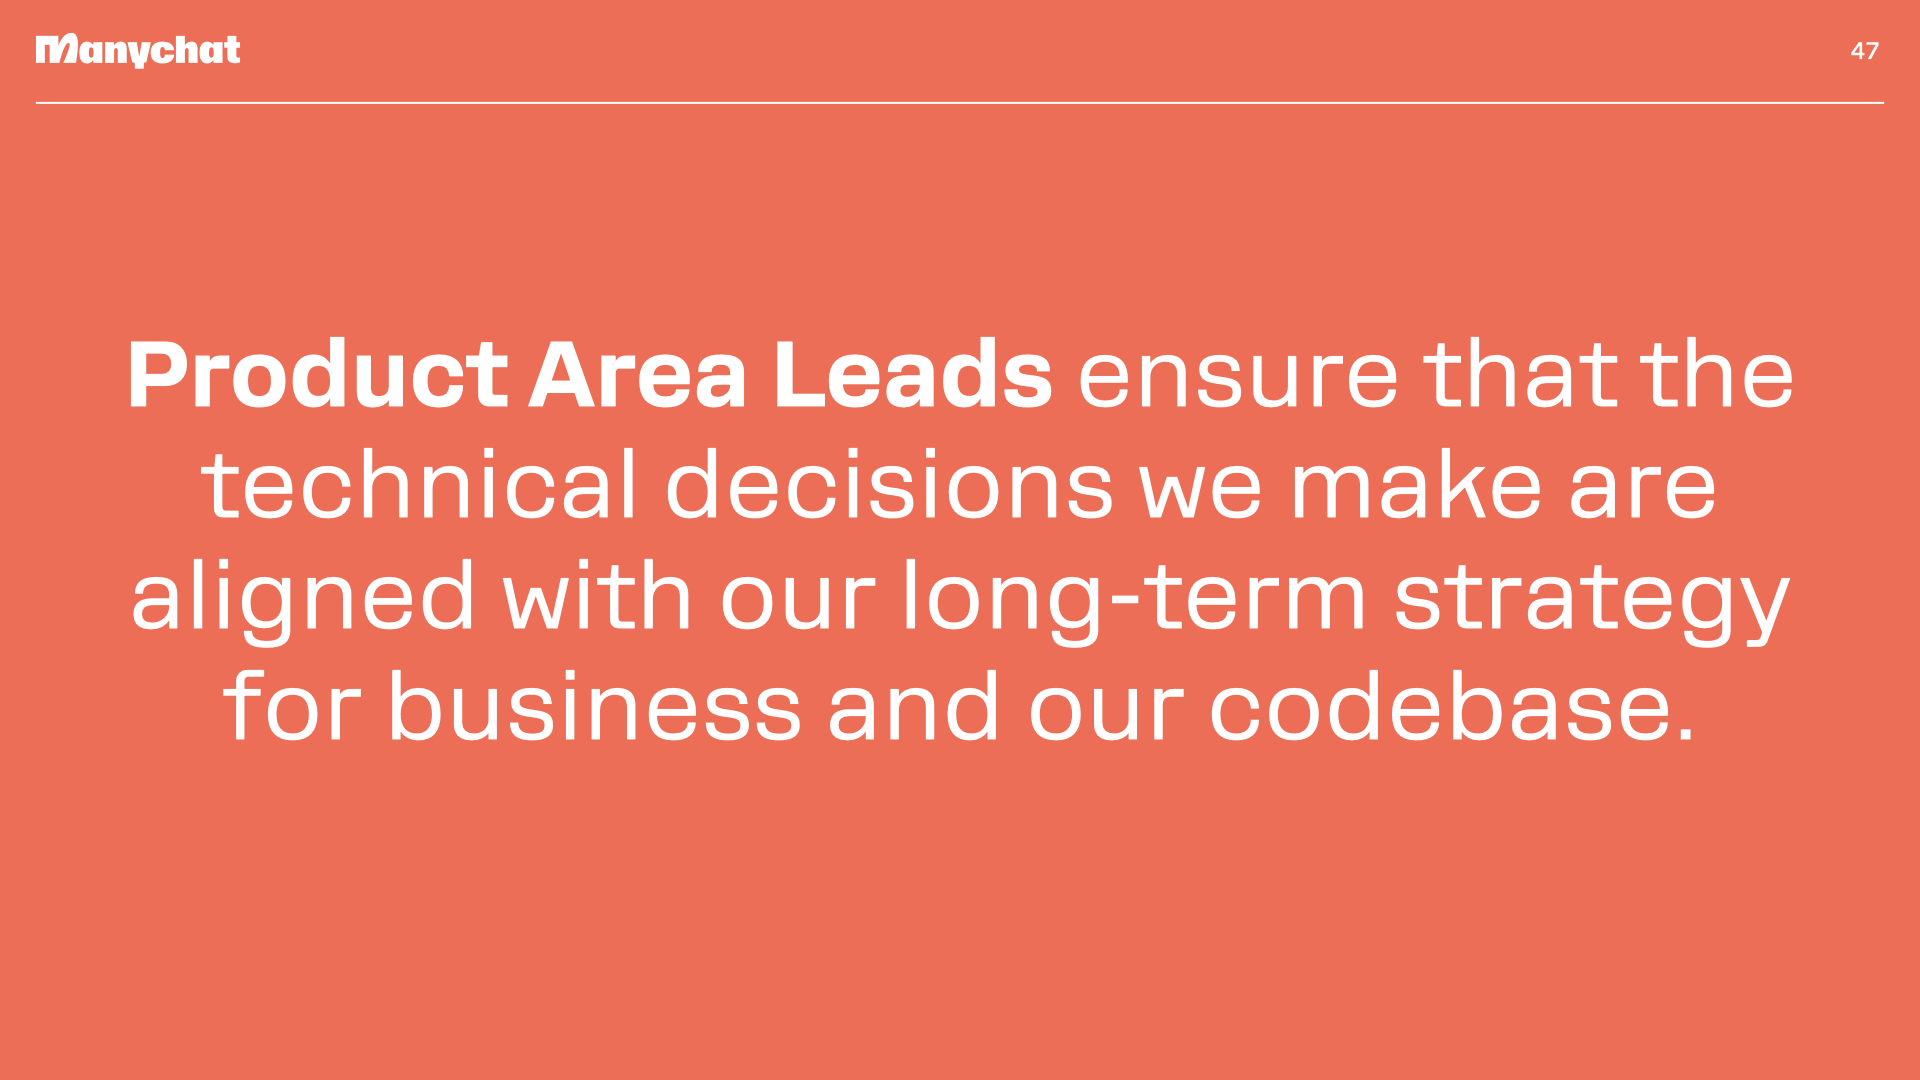 Manychat
47
Product Area Leads ensure that the
technical decisions we make are
aligned with our long-term strategy
for business and our codebase.